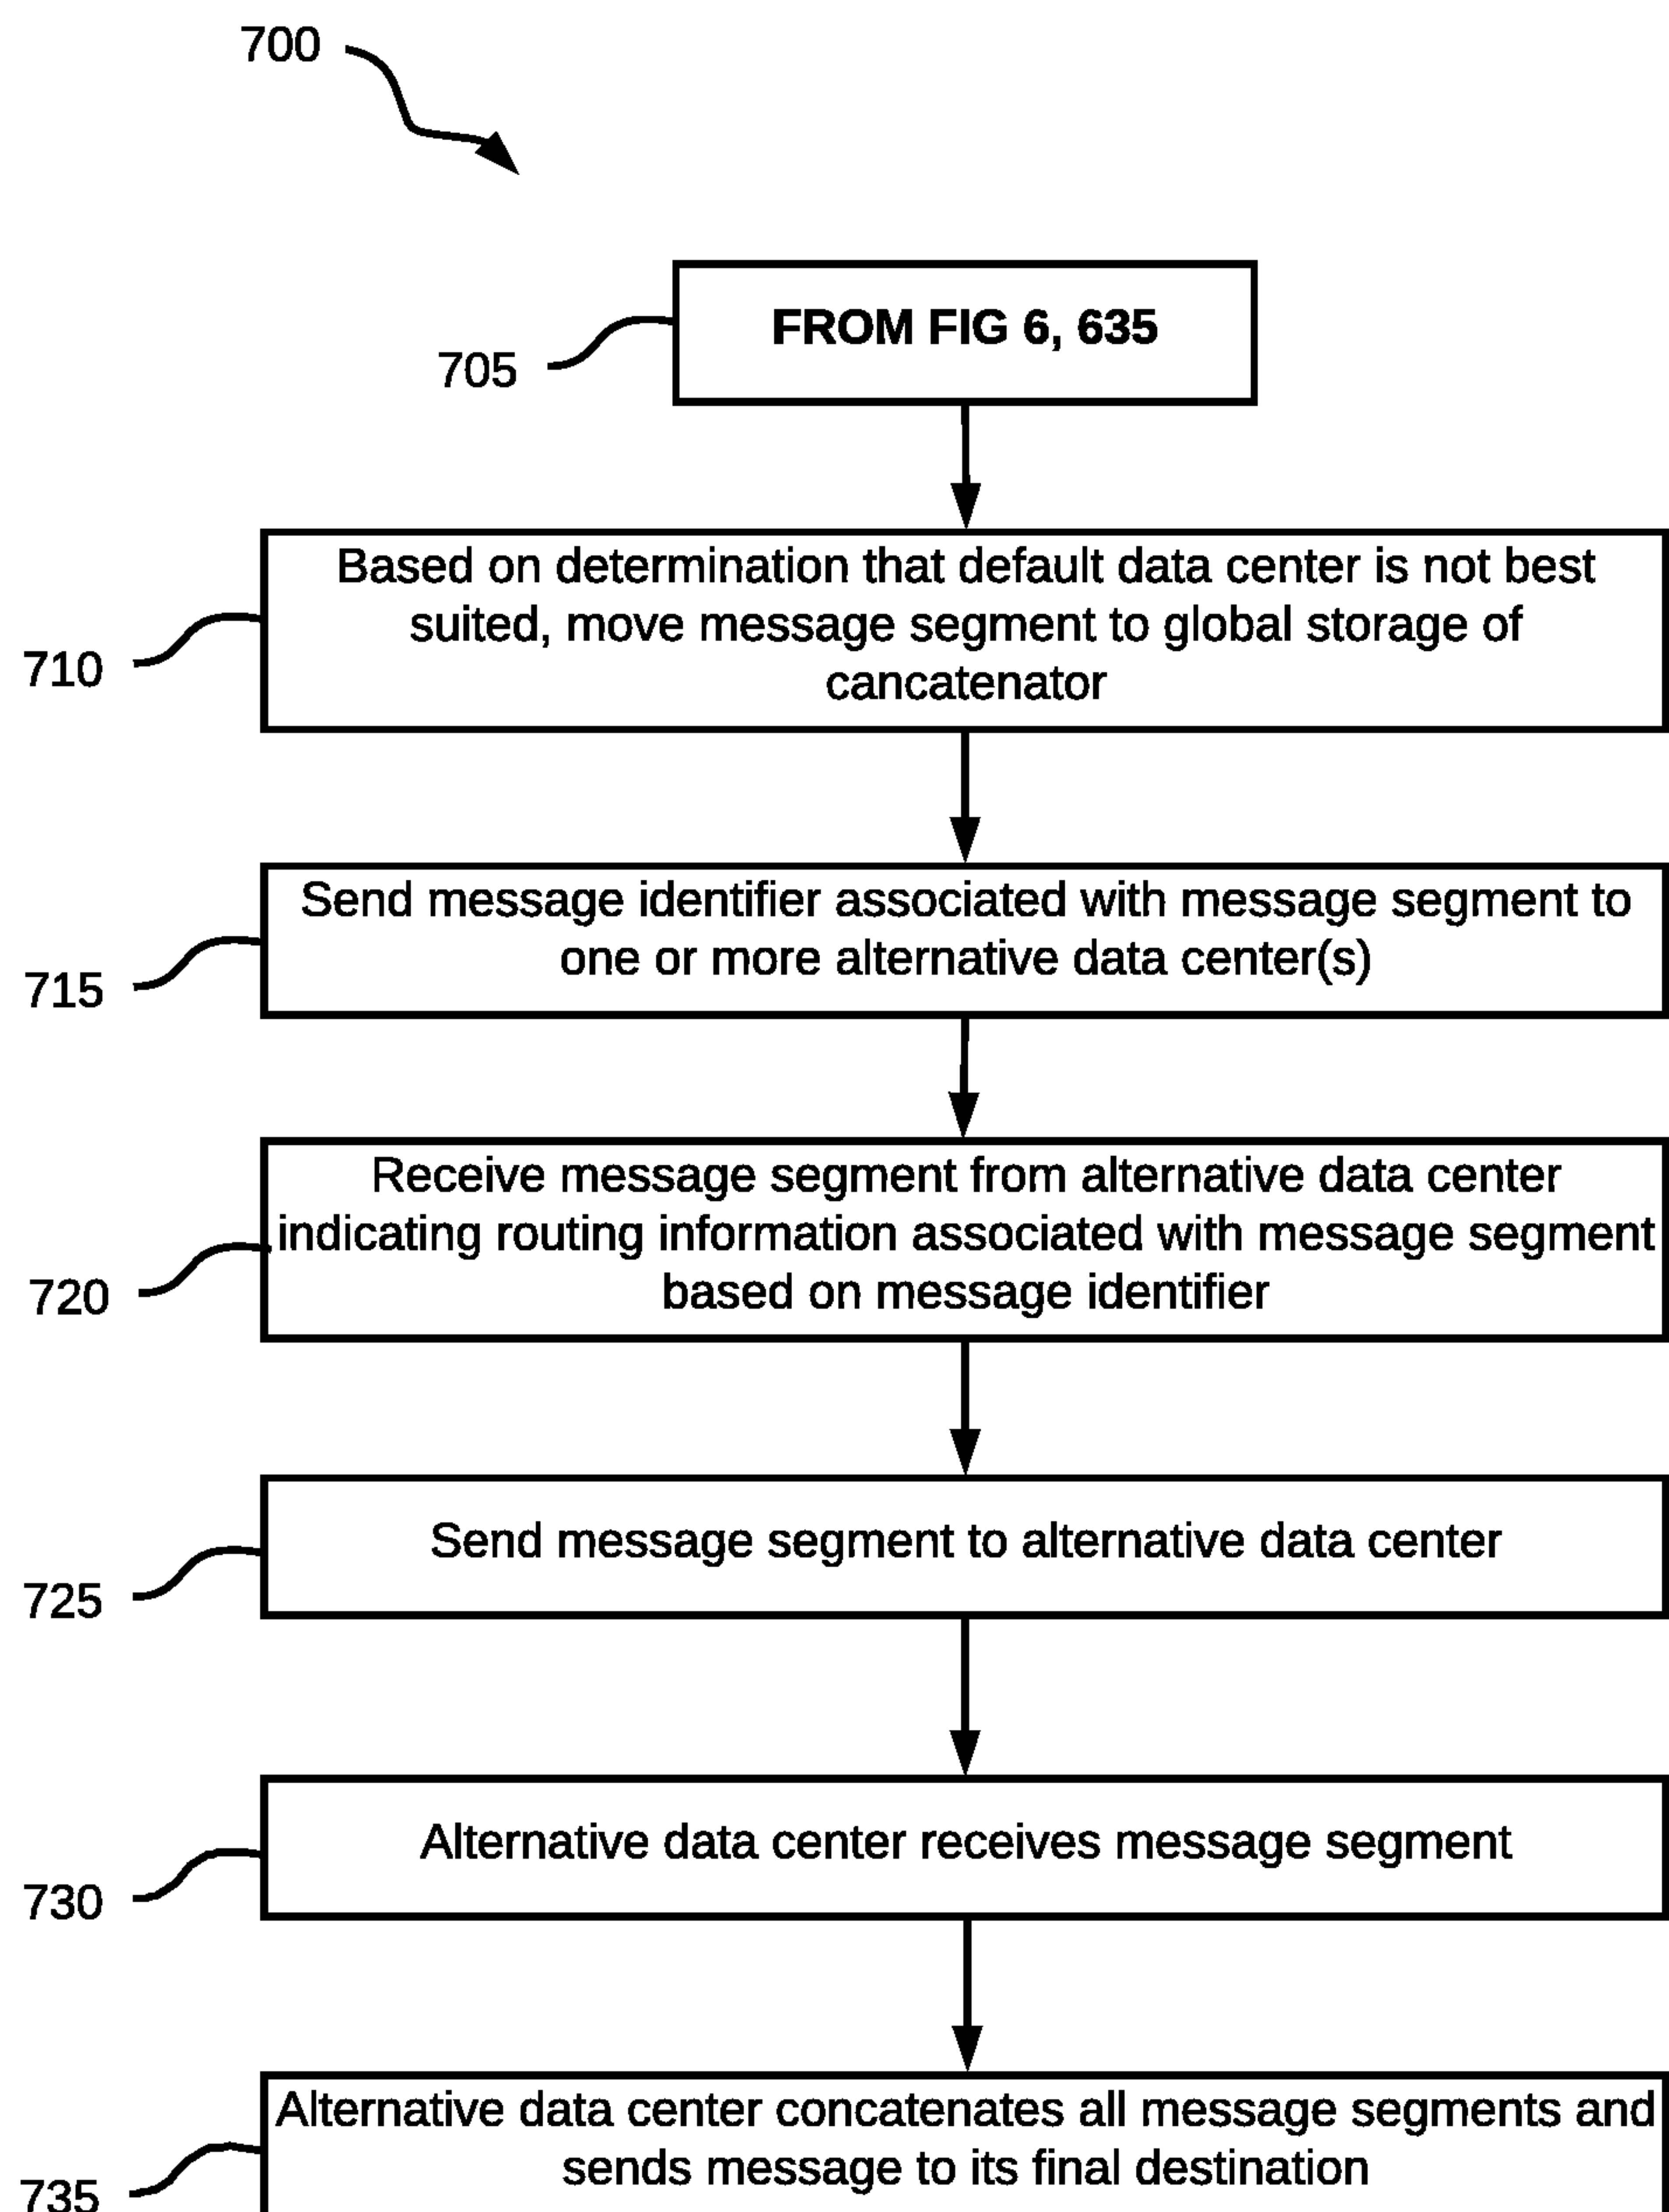 700
FROM FIG 6, 635
705
Based on determination that default data center is not best
suited, move message segment to global storage of
cancatenator
710
Send message identifier associated with message segment to
one or more alternative data center(s)
715
Receive message segment from alternative data center
indicating routing information associated with message segment
based on message identifier
720
Send message segment to alternative data center
725
Alternative data center receives message segment
730
Alternative data center concatenates all message segments and
sends message to its final destination
735